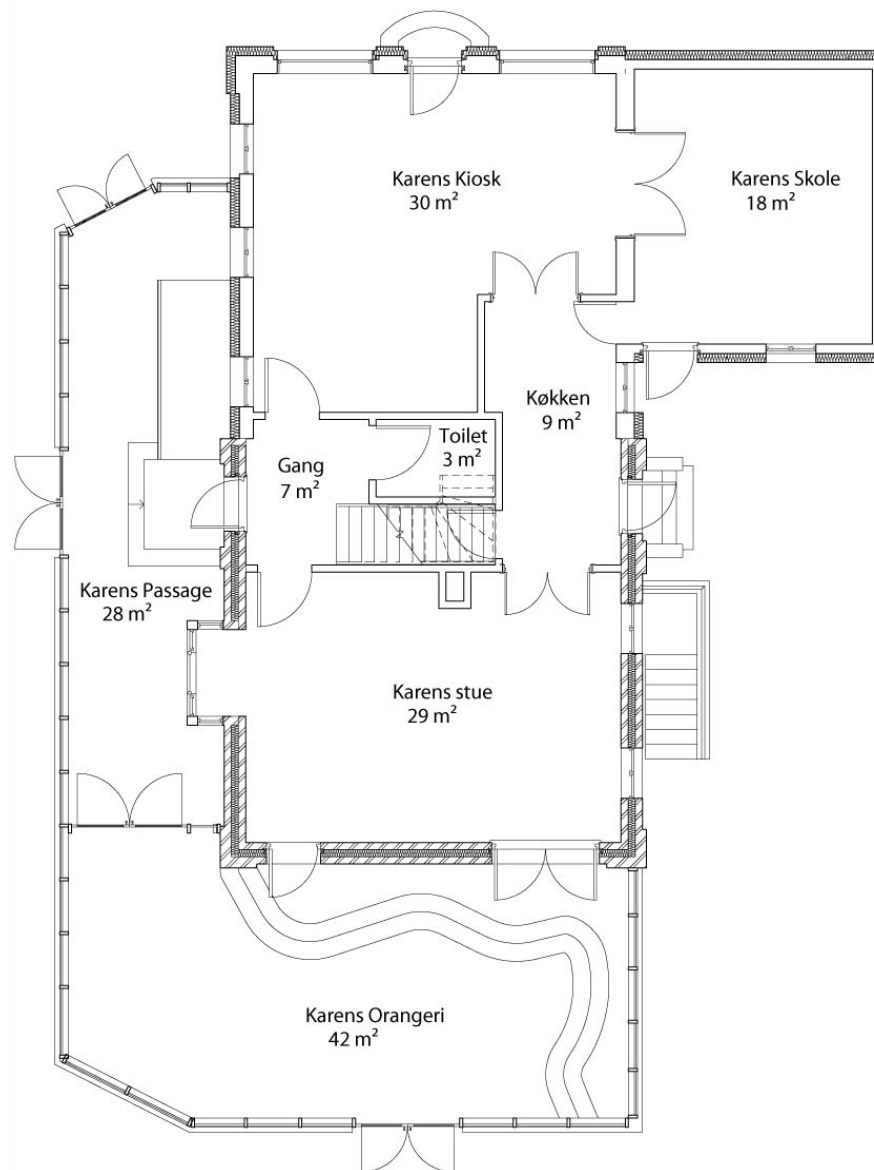 Karens Kiosk
30 m²
Karens Skole
18 m²
Køkken
9 m²
Toilet
3 m²
Gang
7 m²
Karens Passage
28 m²
Karens stue
29 m²
Karens Orangeri
42 m²